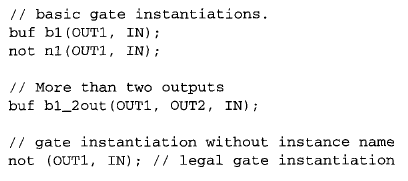 // basic gate instantiations.
buf b1(OUT1, IN);
not n1(OUT1, IN);
// More than two outputs
buf b1_2out(OUT1, OUT2, IN);
// gate instantiation without instance name
not (OUT1, IN); // legal gate instantiation